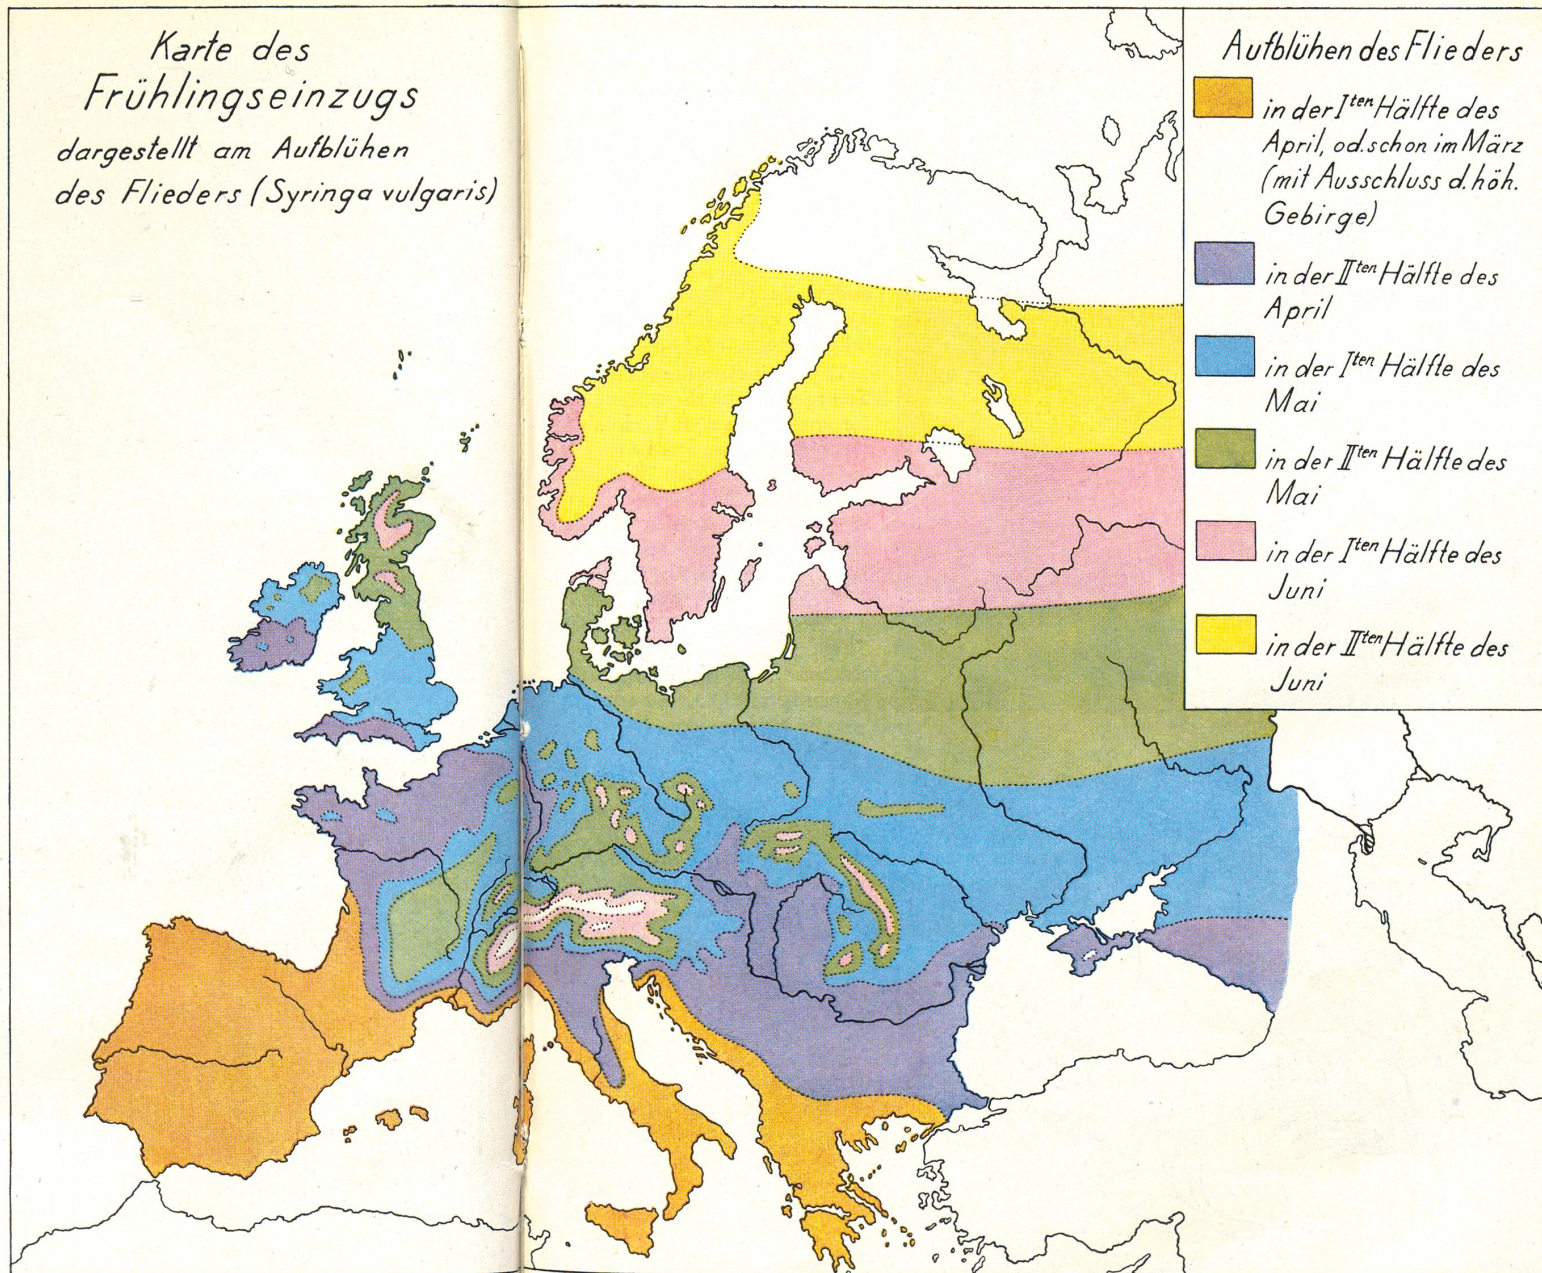 Karte des
Frühlingseinzugs
dargestellt am Aufblühen
des Flieders (Syringa vulgaris)
Aufblühen des Flieders
in der Iten Hälfte des
April, od. schon im März
(mit Ausschluss d. höh.
Gebirge)
in der IIten Hälfte des
April
in der Iten Hälfte des
Mai
in der IIten Hälfte des
Mai
in der Iten Hälfte des
Juni
in der IIten Hälfte des
Juni